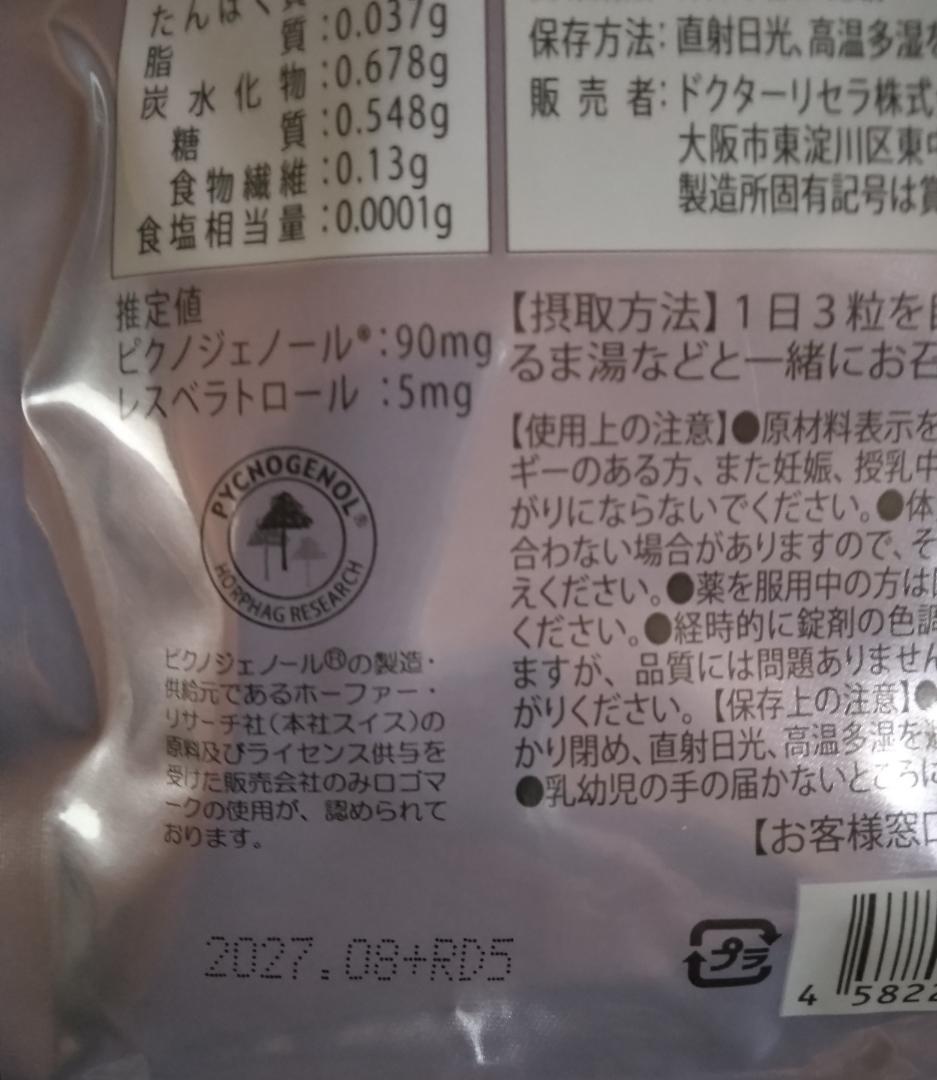 たんぱく質:0.037g
脂質:0.678g
炭水化物:0.548g
糖質:0.13g
食物繊維:0.0001g
食塩相当量
推定値
ピクノジェノール®:90mg
レスベラトロール:5mg
PYCNOGENOL®
HORPHAG RESEARCH
ピクノジェノール®の製造・
供給元であるホーファー・
リサーチ社(本社スイス)の
原料及びライセンス供与を
受けた販売会社のみロゴマ
ークの使用が、認められて
おります。
2027.08+RD5
保存方法:直射日光、高温多湿を
販売者:ドクターリセラ株式
大阪市東淀川区東中
製造所固有記号は賞
【摂取方法】1日3粒を目
るま湯などと一緒にお召
【使用上の注意】●原材料表示を
ギーのある方、また妊娠、授乳中
がりにならないでください。●体
合わない場合がありますので、そ
えください。●薬を服用中の方は
ください。●経時的に錠剤の色調
ますが、品質には問題ありません
がりください。【保存上の注意】●
かり閉め、直射日光、高温多湿を
●乳幼児の手の届かないところに
【お客様窓口
プラ
4 5822